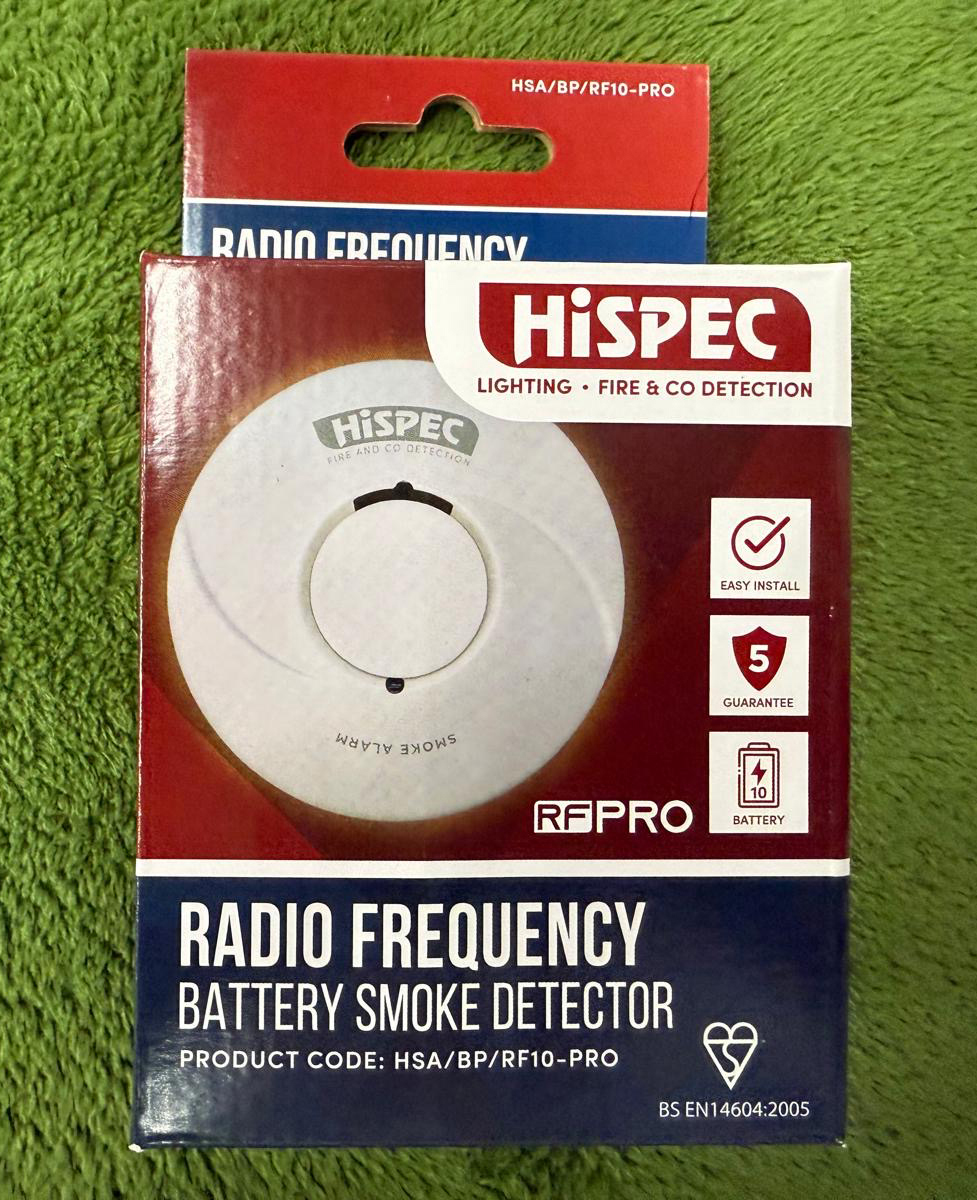 HSA/BP/RF10-PRO
RADIO FREQUENCY
HiSPEC
LIGHTING • FIRE & CO DETECTION
HiSPEC
FIRE AND CO DETECTION
SMOKE ALARM
EASY INSTALL
5
GUARANTEE
10
BATTERY
RFPRO
RADIO FREQUENCY
BATTERY SMOKE DETECTOR
PRODUCT CODE: HSA/BP/RF10-PRO
BS EN14604:2005